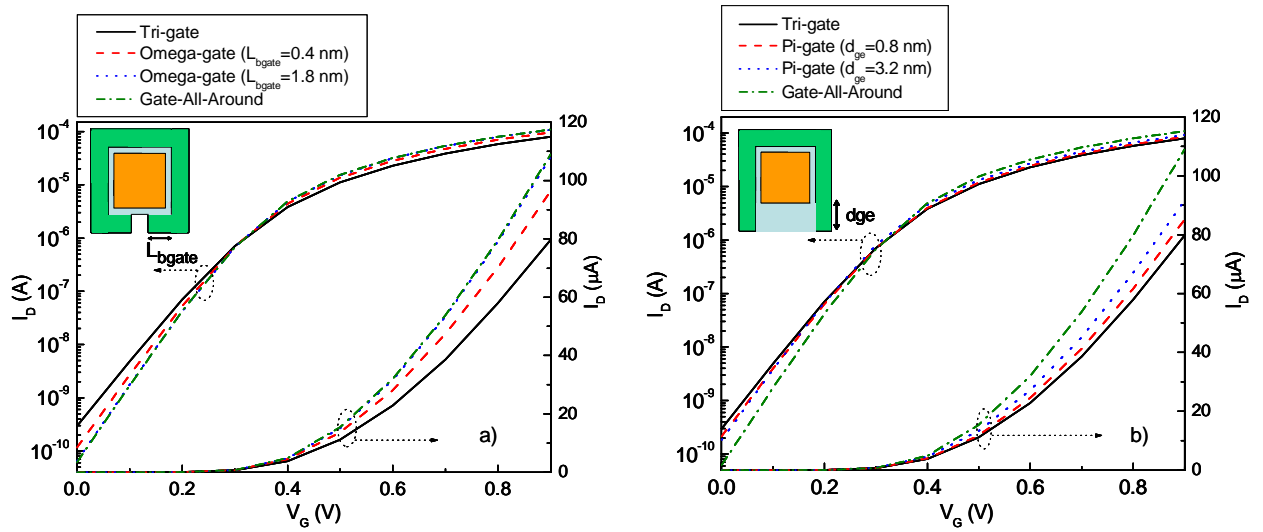 Tri-gate
Omega-gate (L_bgate=0.4 nm)
Omega-gate (L_bgate=1.8 nm)
Gate-All-Around
10^-4
10^-5
10^-6
10^-7
10^-8
10^-9
10^-10
I_D (A)
L_bgate
a)
120
100
80
60
40
20
0
I_D (μA)
0.0 0.2 0.4 0.6 0.8
V_G (V)
Tri-gate
Pi-gate (d_ge=0.8 nm)
Pi-gate (d_ge=3.2 nm)
Gate-All-Around
10^-4
10^-5
10^-6
10^-7
10^-8
10^-9
10^-10
I_D (A)
dge
b)
120
100
80
60
40
20
0
I_D (μA)
0.0 0.2 0.4 0.6 0.8
V_G (V)